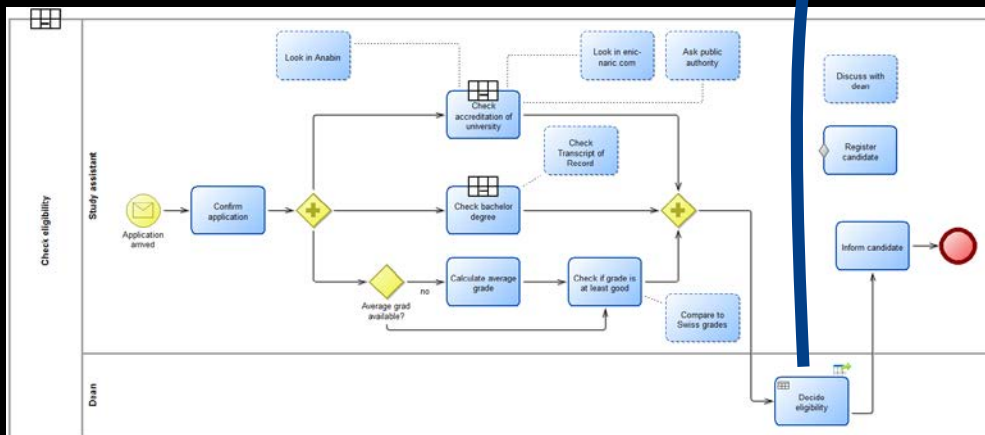 Check eligibility
Study assistant
Dean
Application
arrived
Confirm
application
Look in Anabin
Look in enic-
naric.com
Ask public
authority
Check
accreditation of
university
Check
Transcript of
Record
Check bachelor
degree
Average grad
available?
no
Calculate average
grade
Check if grade is
at least good
Compare to
Swiss grades
Discuss with
dean
Register
candidate
Inform candidate
Decide
eligibility